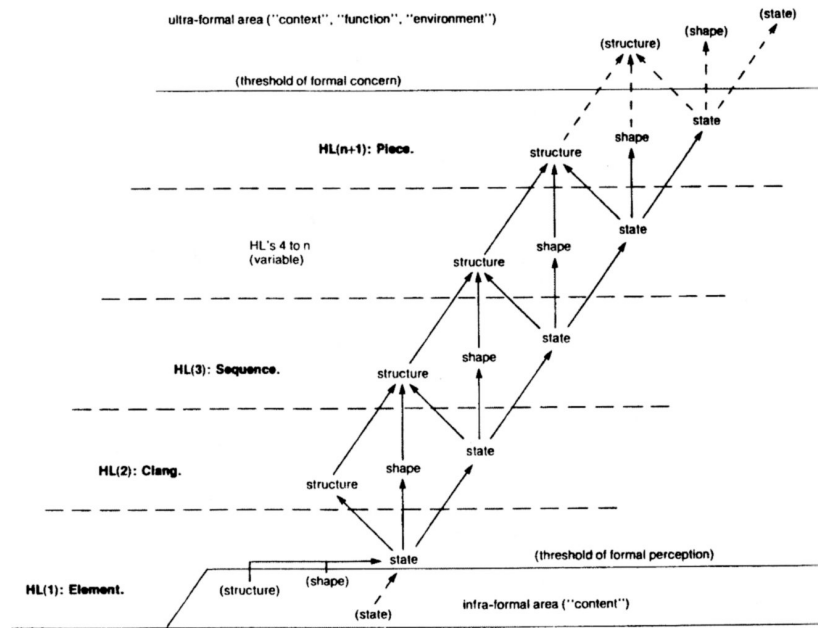 ultra-formal area ("context", "function", "environment")
(state)
(shape)
(structure)
(threshold of formal concern)
state
shape
HL(n+1): Piece.
structure
state
HL's 4 to n
(variable)
shape
structure
state
shape
HL(3): Sequence.
structure
state
HL(2): Clang.
shape
structure
state
(threshold of formal perception)
HL(1): Element.
(structure)
(shape)
(state)
infra-formal area ("content")